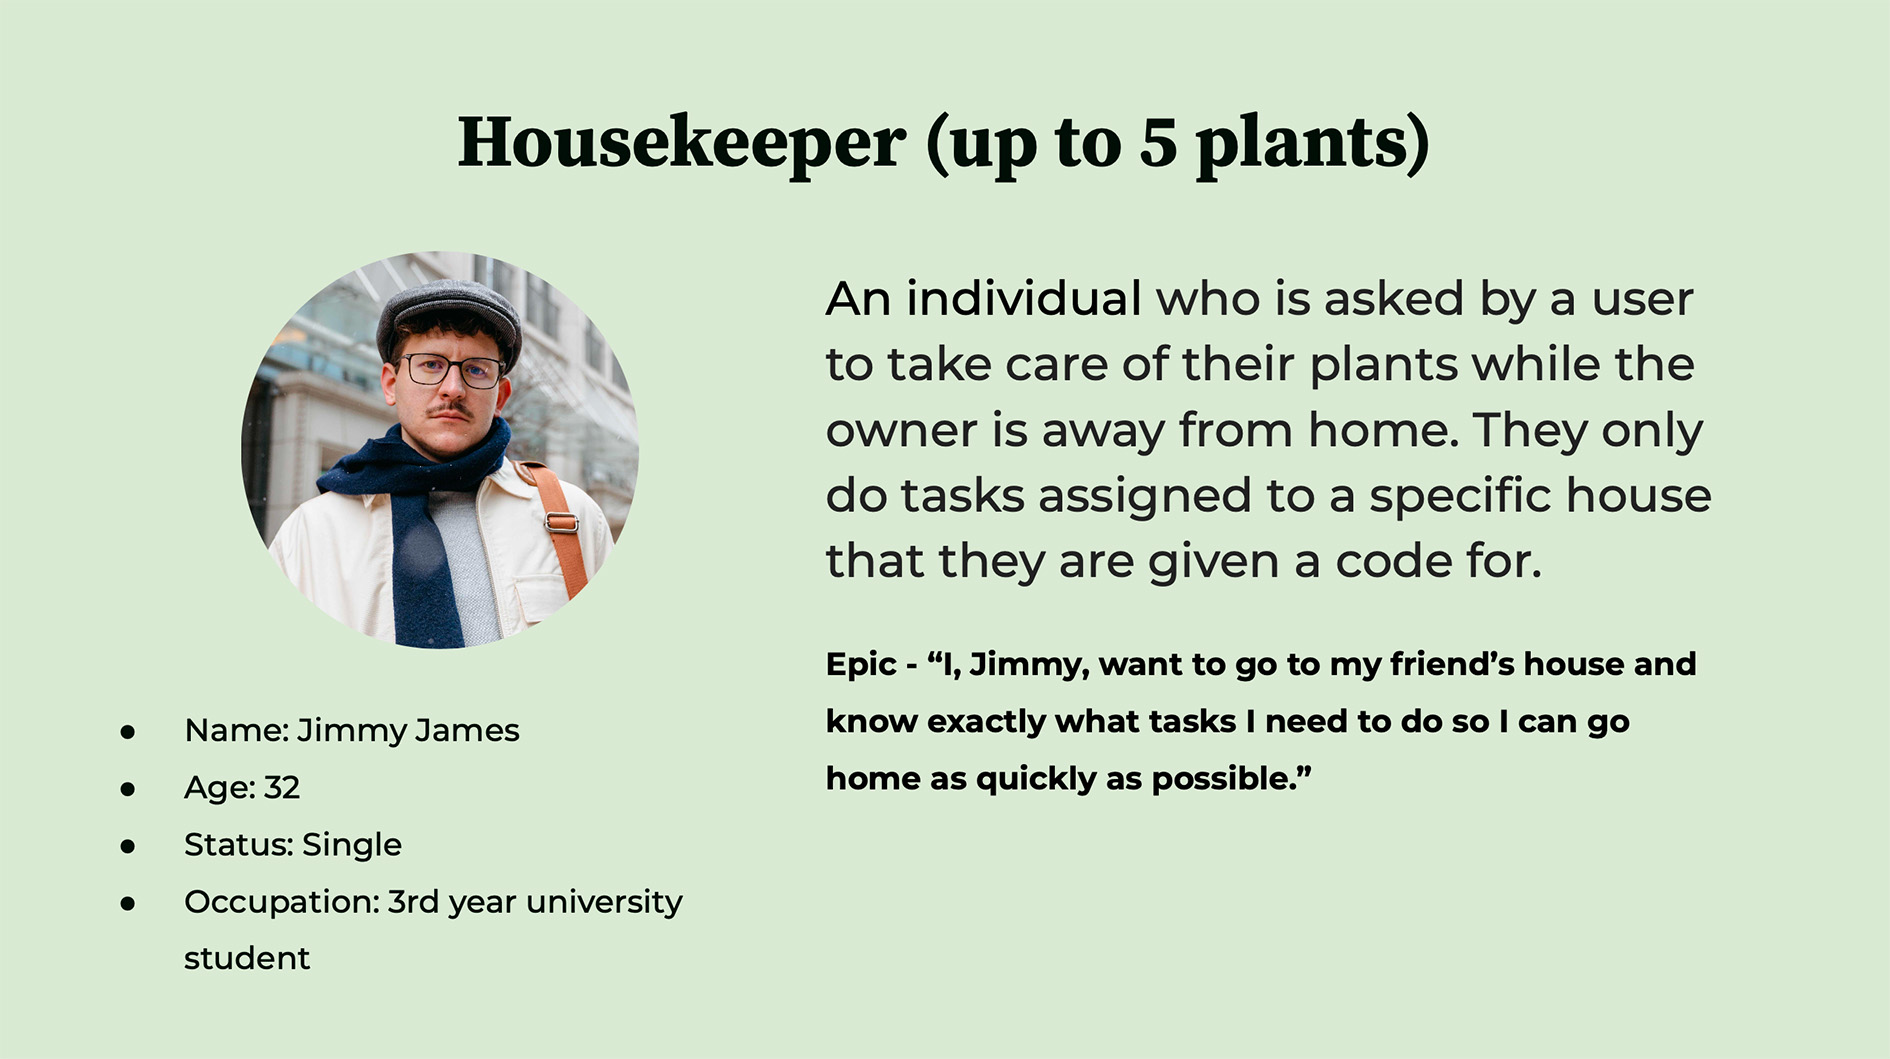 Housekeeper (up to 5 plants)
An individual who is asked by a user
to take care of their plants while the
owner is away from home. They only
do tasks assigned to a specific house
that they are given a code for.
Epic - “I, Jimmy, want to go to my friend’s house and
know exactly what tasks I need to do so I can go
home as quickly as possible.”
● Name: Jimmy James
● Age: 32
● Status: Single
● Occupation: 3rd year university
student